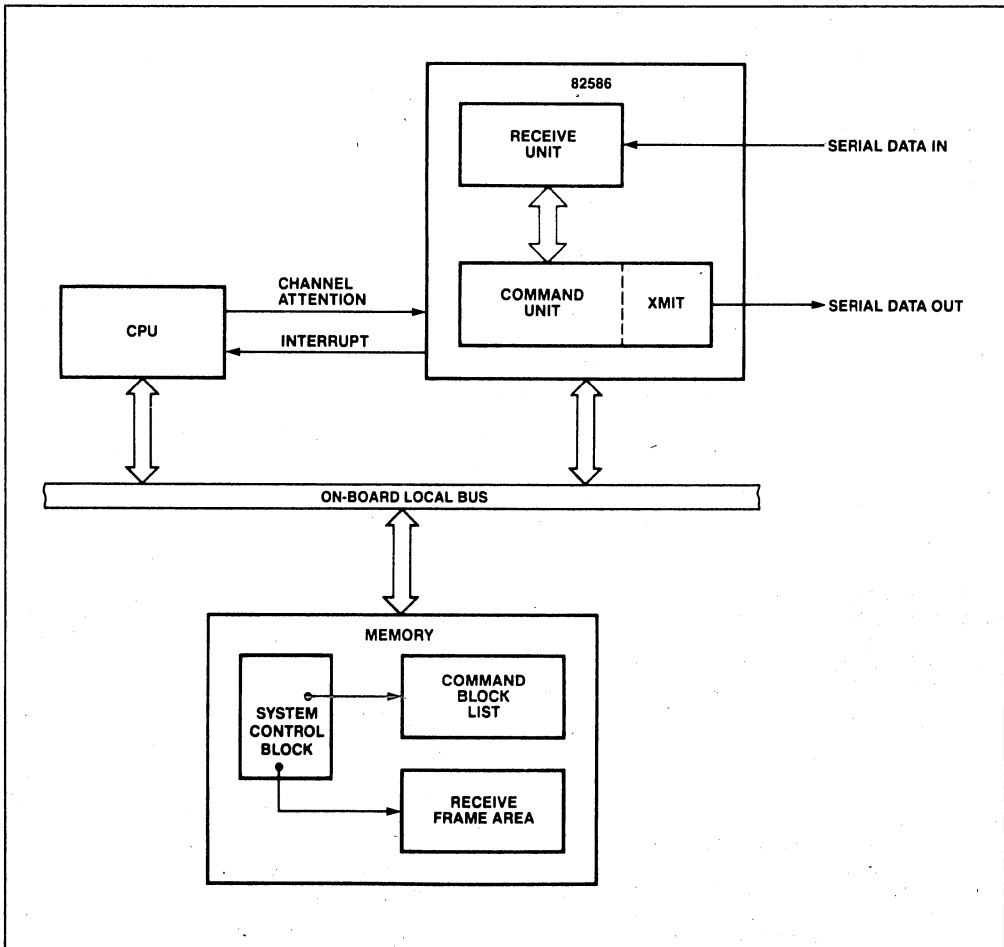 82586
RECEIVE
UNIT
SERIAL DATA IN
COMMAND
UNIT
XMIT
SERIAL DATA OUT
CHANNEL
ATTENTION
CPU
INTERRUPT
ON-BOARD LOCAL BUS
MEMORY
SYSTEM
CONTROL
BLOCK
COMMAND
BLOCK
LIST
RECEIVE
FRAME AREA